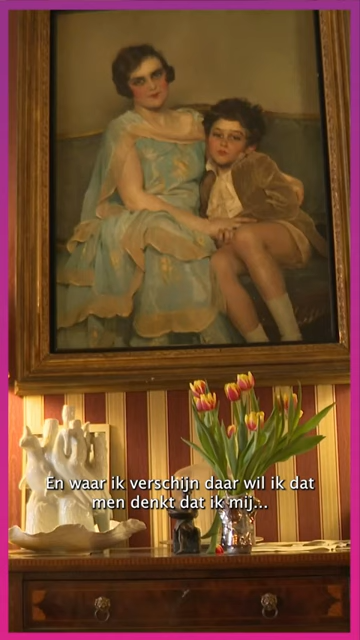 En waar ik verschijn daar wil ik dat
men denkt dat ik mij...